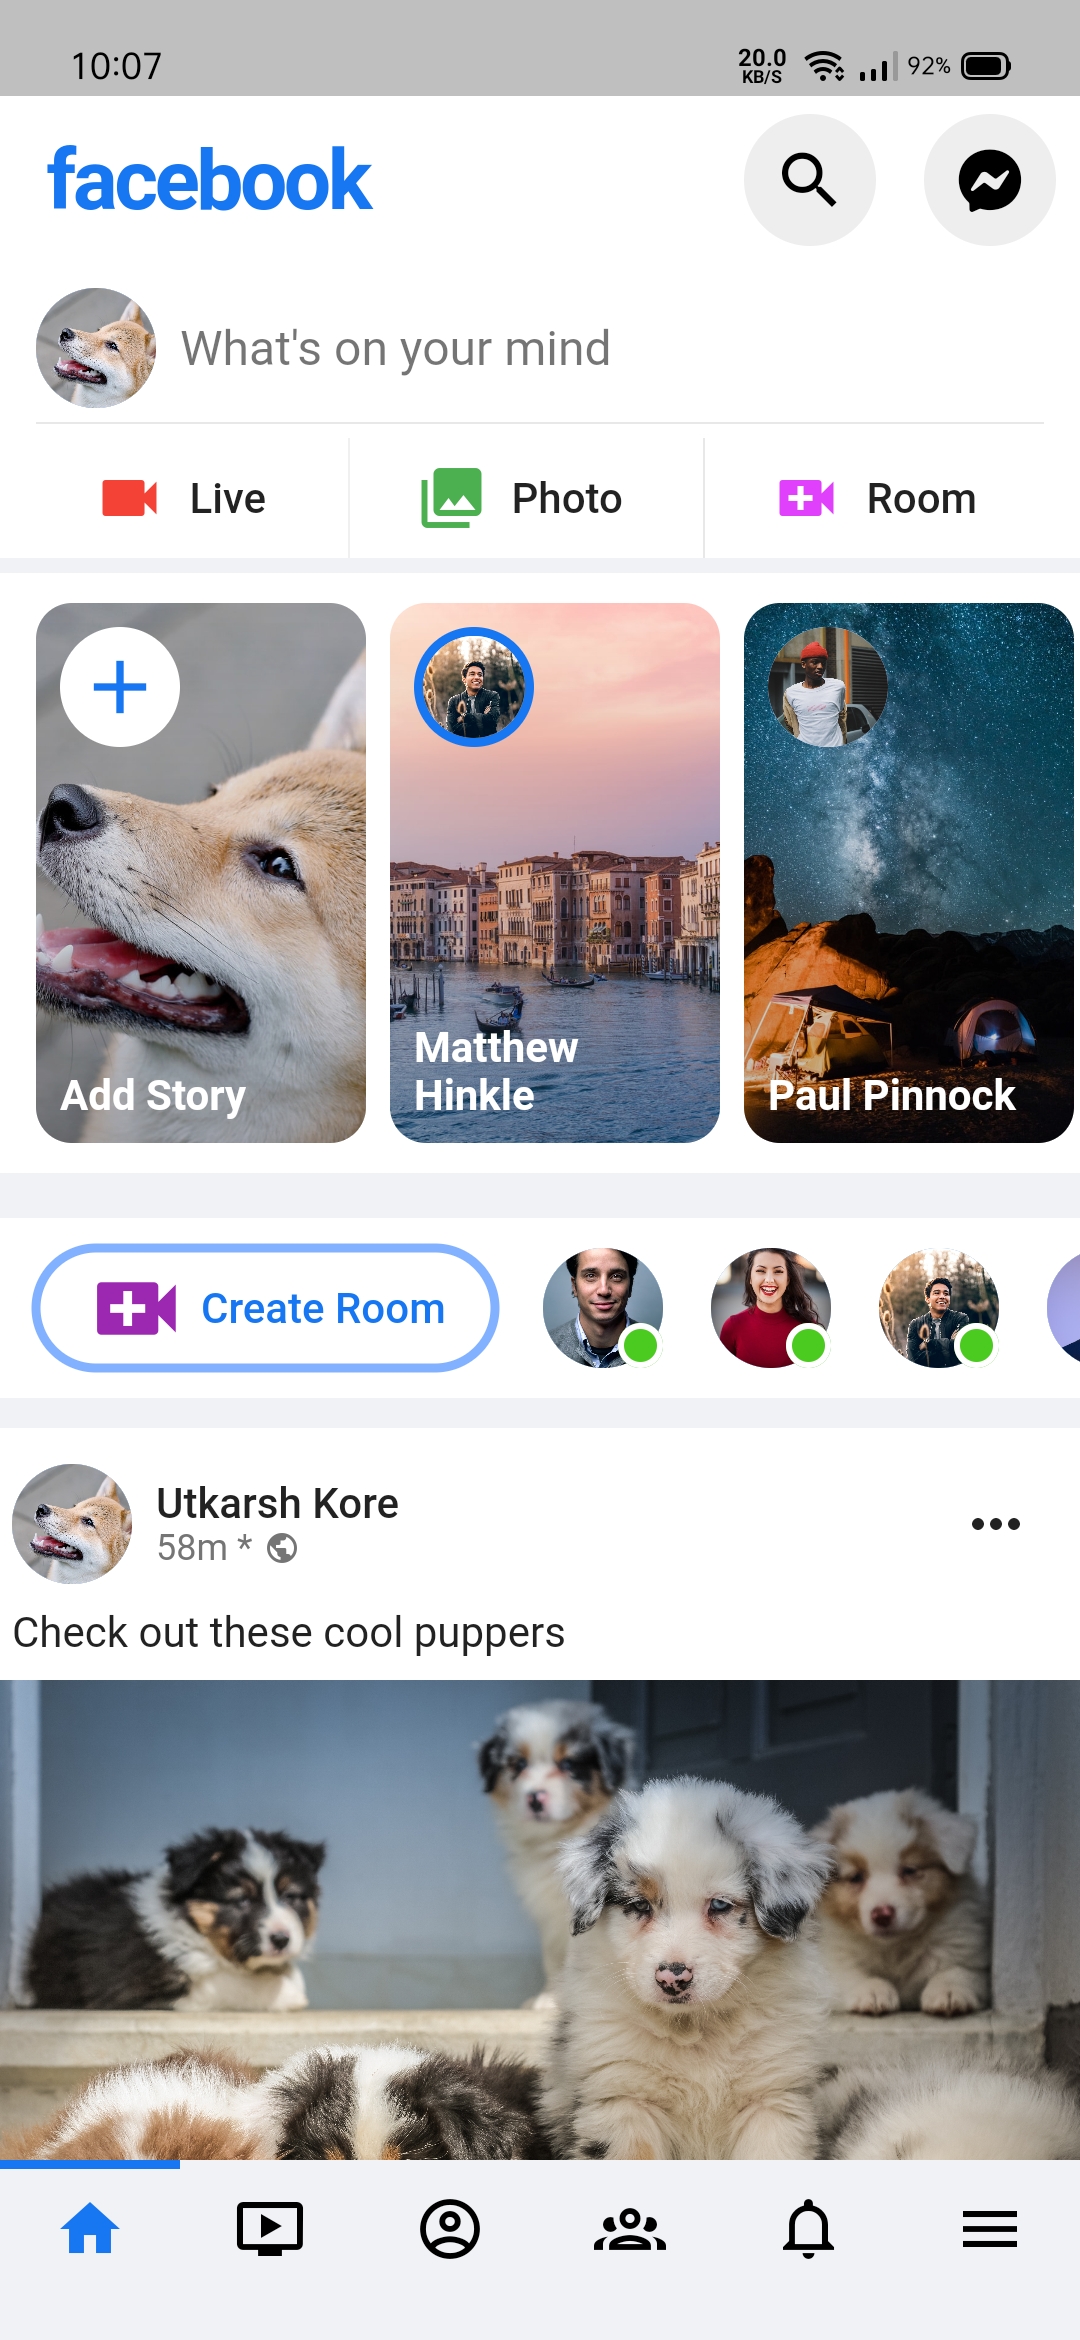 10:07
20.0
KB/S
92%
facebook
What's on your mind
Live
Photo
Room
Add Story
Matthew
Hinkle
Paul Pinnock
Create Room
Utkarsh Kore
58m *
Check out these cool puppers